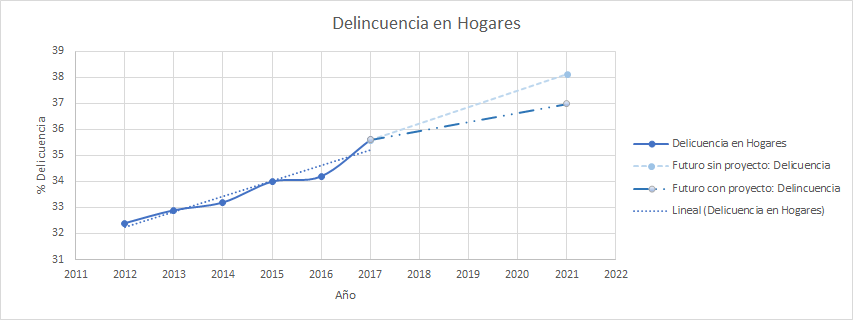 Delincuencia en Hogares
39
38
37
36
35
34
33
32
31
% Delicuencia
2011 2012 2013 2014 2015 2016 2017 2018 2019 2020 2021 2022
Año
Delicuencia en Hogares
Futuro sin proyecto: Delicuencia
Futuro con proyecto: Delincuencia
Lineal (Delicuencia en Hogares)